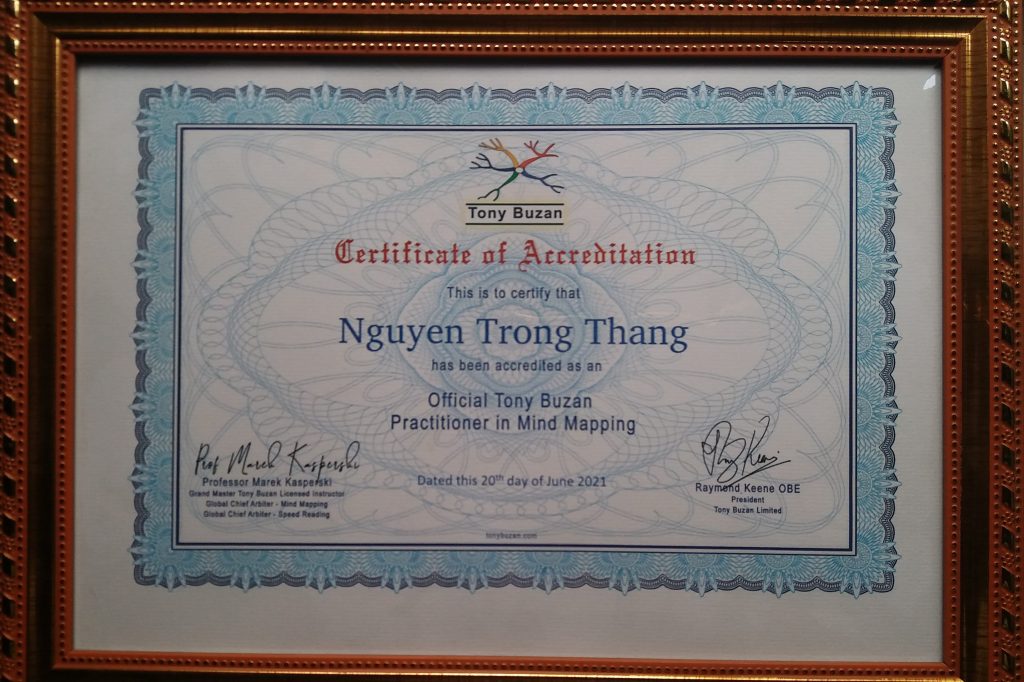 Tony Buzan
Certificate of Accreditation
This is to certify that
Nguyen Trong Thang
has been accredited as an
Official Tony Buzan
Practitioner in Mind Mapping
Prof Marek Kasperski
Professor Marek Kasperski
Grand Master Tony Buzan Licensed Instructor
Global Chief Arbiter - Mind Mapping
Global Chief Arbiter - Speed Reading
Dated this 20th day of June 2021
Raymond Keene OBE
President
Tony Buzan Limited
tonybuzan.com